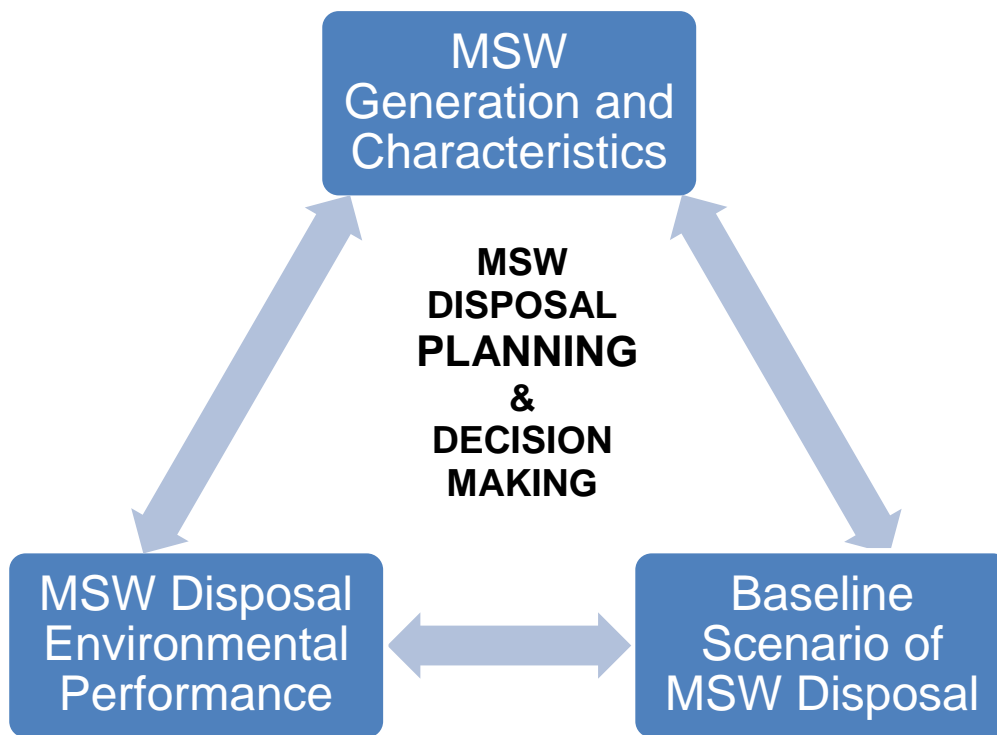 MSW
Generation and
Characteristics
MSW
DISPOSAL
PLANNING
&
DECISION
MAKING
MSW Disposal
Environmental
Performance
Baseline
Scenario of
MSW Disposal